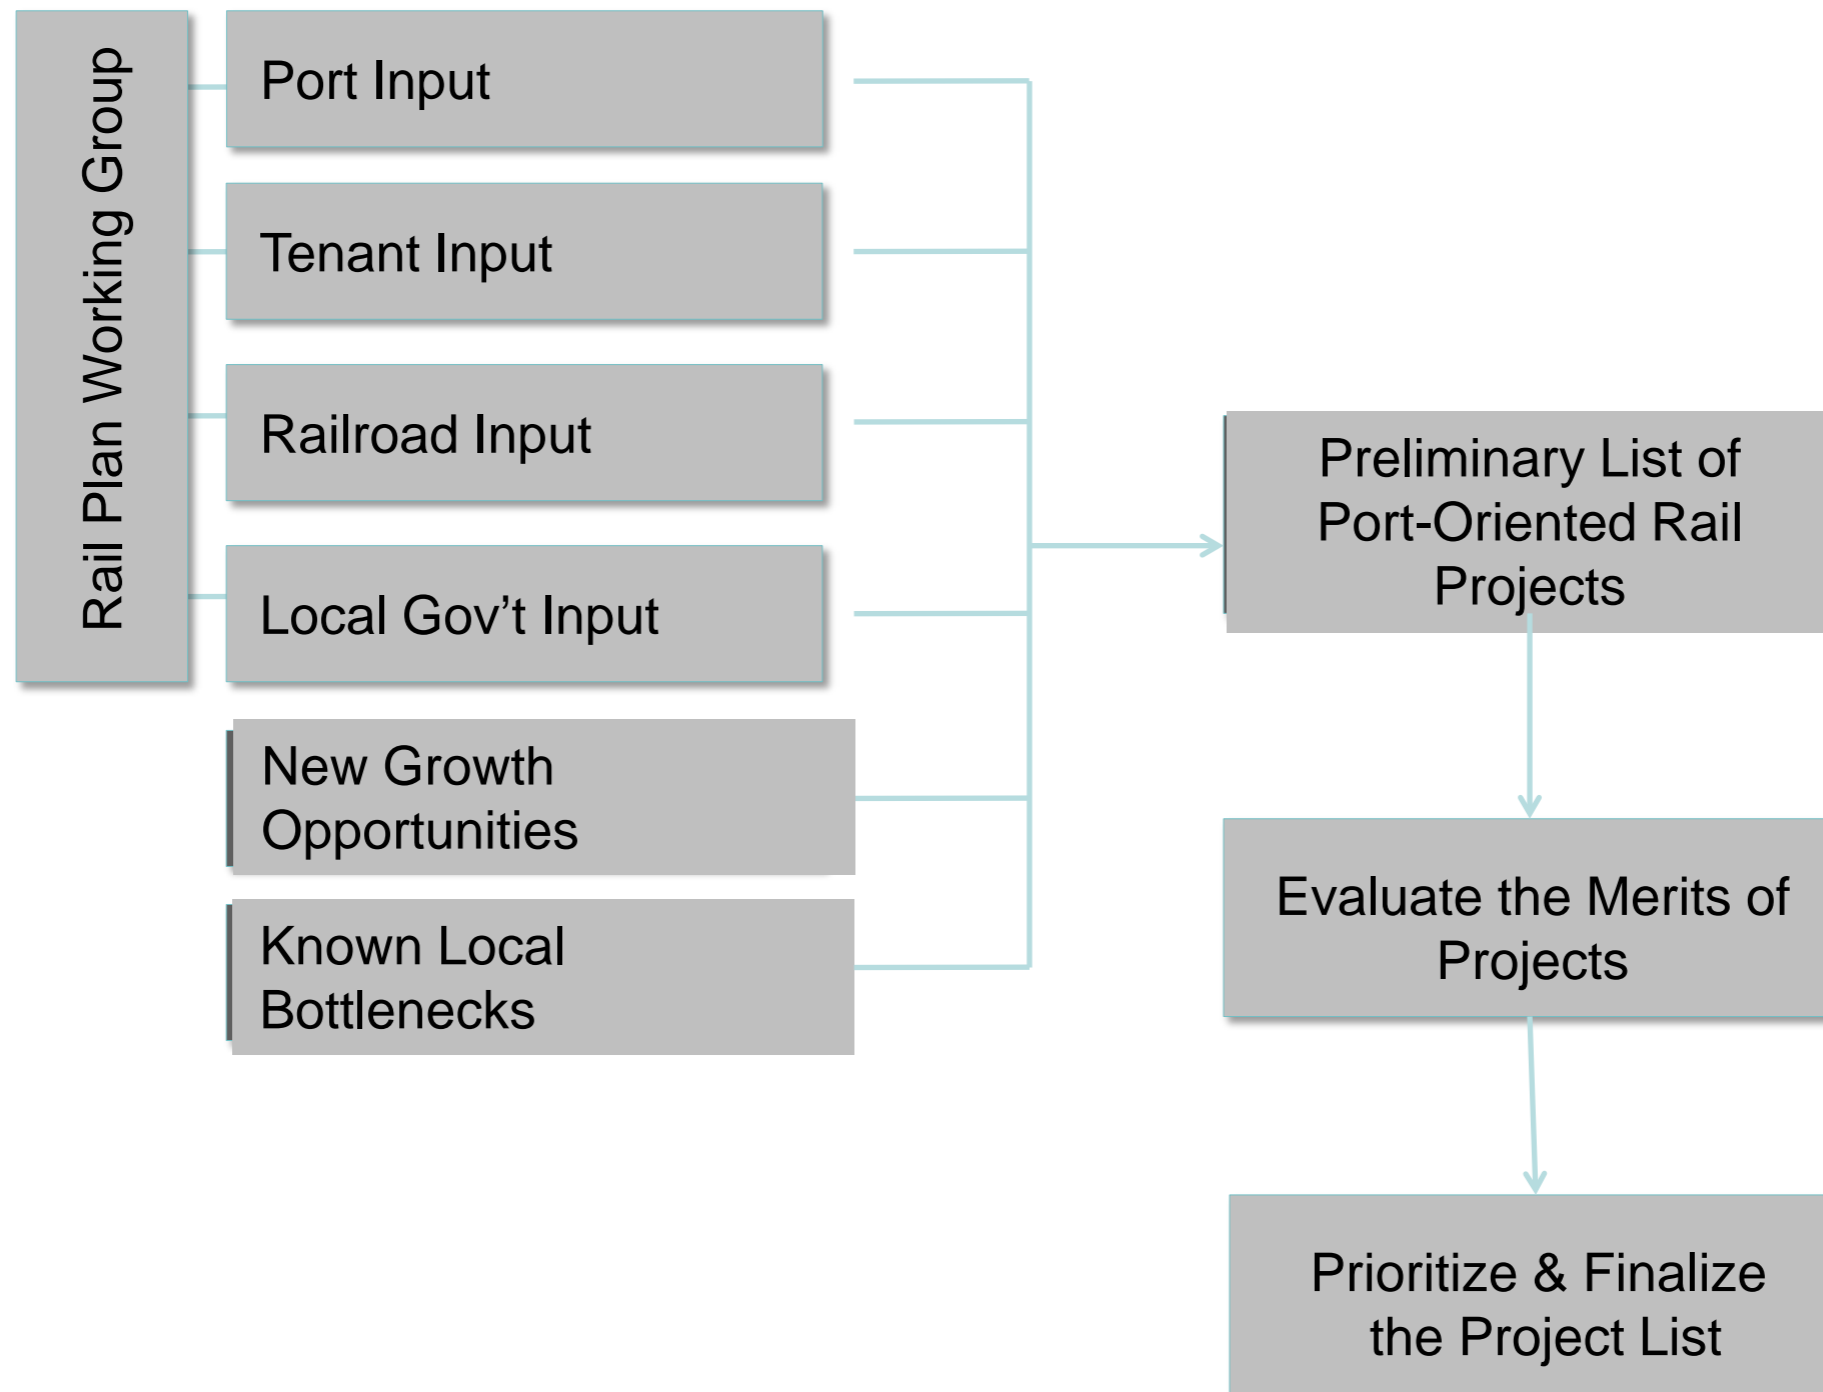 Rail Plan Working Group
Port Input
Tenant Input
Railroad Input
Local Gov’t Input
New Growth
Opportunities
Known Local
Bottlenecks
Preliminary List of
Port-Oriented Rail
Projects
Evaluate the Merits of
Projects
Prioritize & Finalize
the Project List